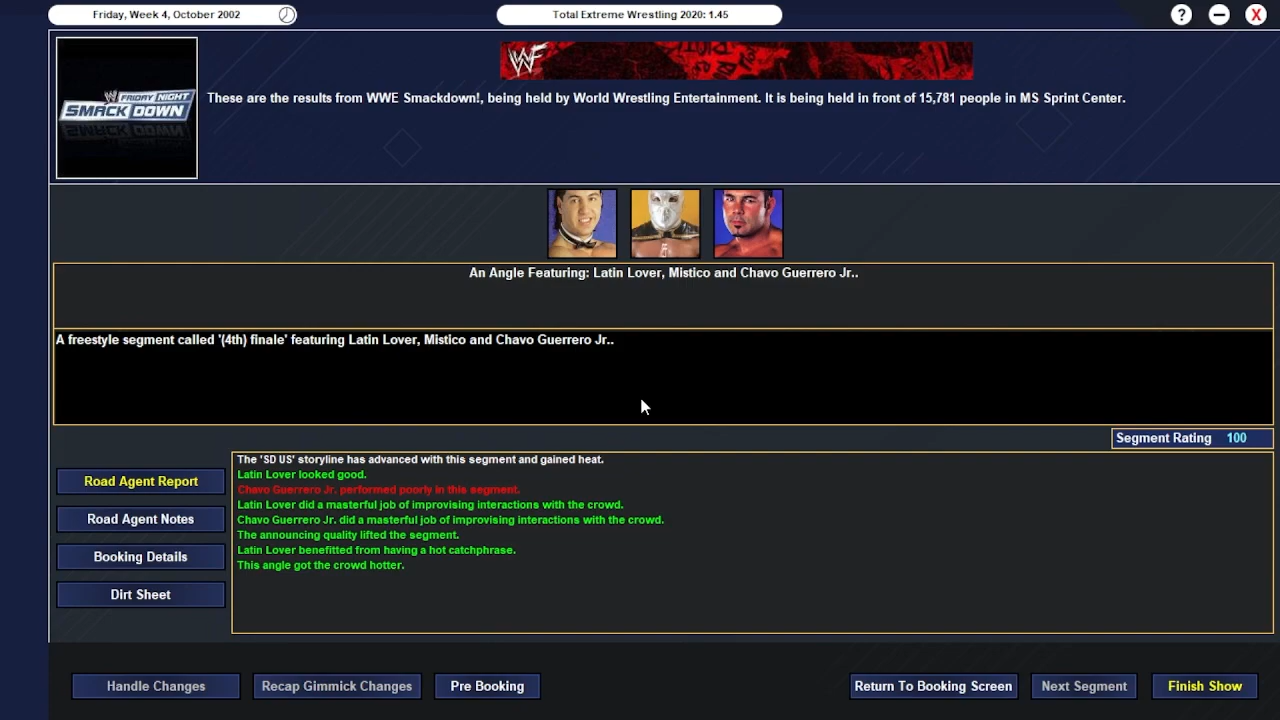 Friday, Week 4, October 2002
Total Extreme Wrestling 2020: 1.45
?
X
FRIDAY NIGHT
SMACK DOWN
These are the results from WWE Smackdown!, being held by World Wrestling Entertainment. It is being held in front of 15,781 people in MS Sprint Center.
An Angle Featuring: Latin Lover, Mistico and Chavo Guerrero Jr..
A freestyle segment called '(4th) finale' featuring Latin Lover, Mistico and Chavo Guerrero Jr..
Segment Rating 100
Road Agent Report
Road Agent Notes
Booking Details
Dirt Sheet
The 'SD US' storyline has advanced with this segment and gained heat.
Latin Lover looked good.
Chavo Guerrero Jr. performed poorly in this segment.
Latin Lover did a masterful job of improvising interactions with the crowd.
Chavo Guerrero Jr. did a masterful job of improvising interactions with the crowd.
The announcing quality lifted the segment.
Latin Lover benefitted from having a hot catchphrase.
This angle got the crowd hotter.
Handle Changes
Recap Gimmick Changes
Pre Booking
Return To Booking Screen
Next Segment
Finish Show